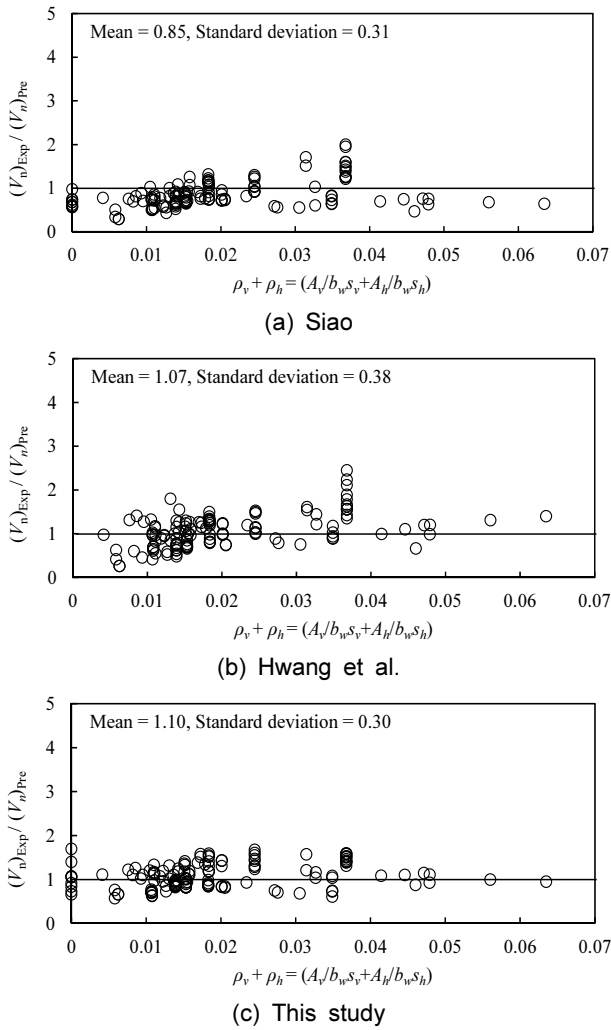 5
Mean = 0.85, Standard deviation = 0.31
4
3
2
1
0
(Vn)Exp / (Vn)Pre
0 0.01 0.02 0.03 0.04 0.05 0.06 0.07
ρv + ρh = (Av/bwsv+Ah/bwsh)
(a) Siao
5
Mean = 1.07, Standard deviation = 0.38
4
3
2
1
0
(Vn)Exp / (Vn)Pre
0 0.01 0.02 0.03 0.04 0.05 0.06 0.07
ρv + ρh = (Av/bwsv+Ah/bwsh)
(b) Hwang et al.
5
Mean = 1.10, Standard deviation = 0.30
4
3
2
1
0
(Vn)Exp / (Vn)Pre
0 0.01 0.02 0.03 0.04 0.05 0.06 0.07
ρv + ρh = (Av/bwsv+Ah/bwsh)
(c) This study